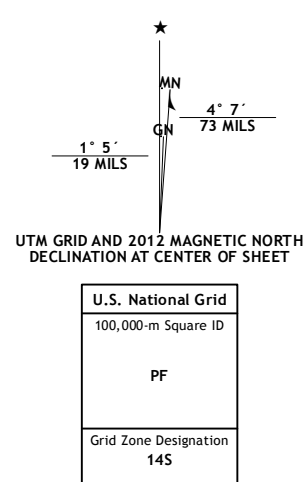 ★
MN
GN
4° 7´
73 MILS
1° 5´
19 MILS
UTM GRID AND 2012 MAGNETIC NORTH
DECLINATION AT CENTER OF SHEET
U.S. National Grid
100,000-m Square ID
PF
Grid Zone Designation
14S